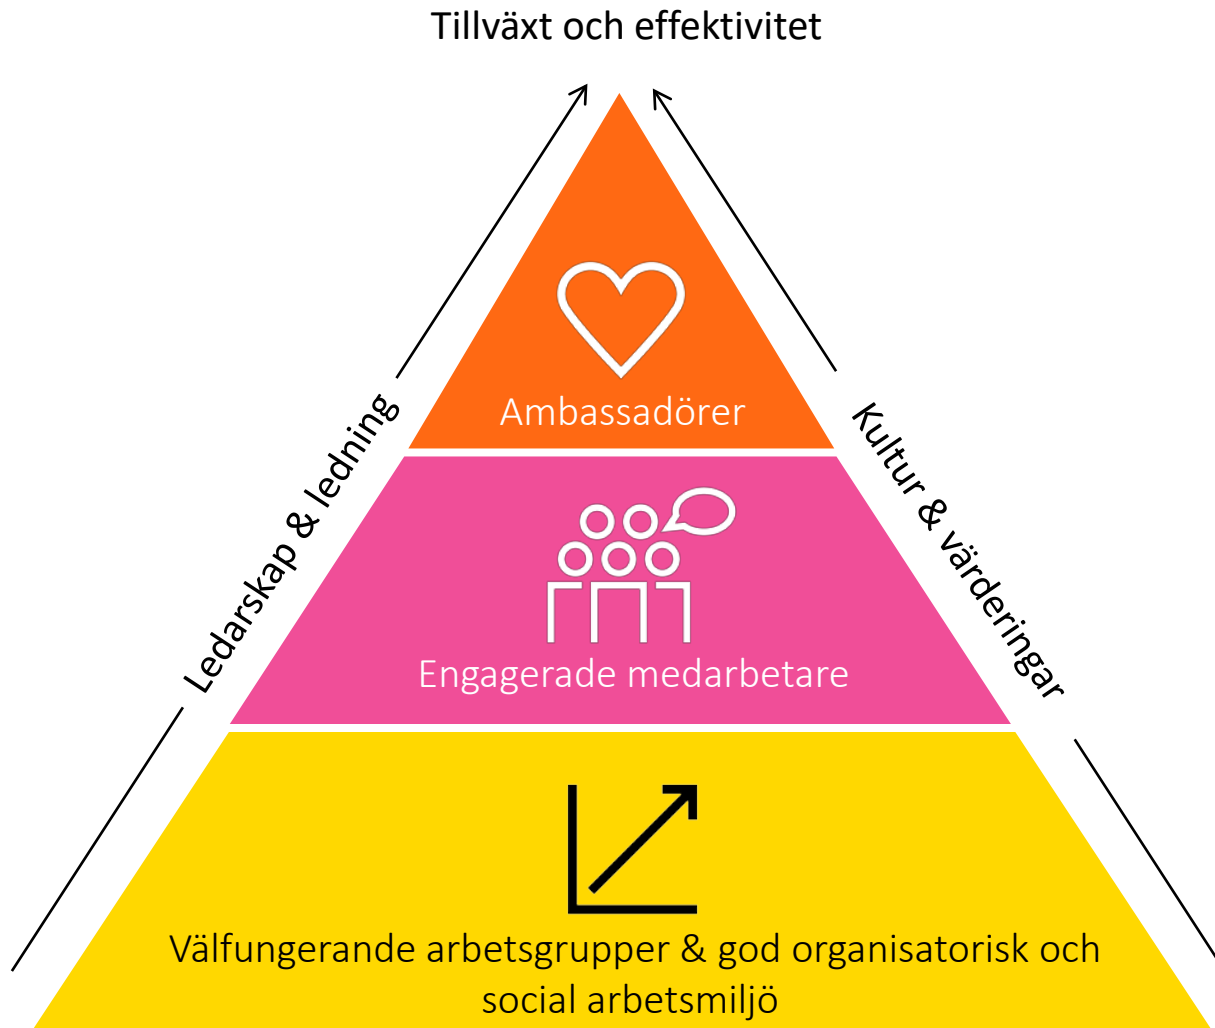 Tillväxt och effektivitet
Ledarskap & ledning
Kultur & värderingar
Ambassadörer
Engagerade medarbetare
Välfungerande arbetsgrupper & god organisatorisk och
social arbetsmiljö